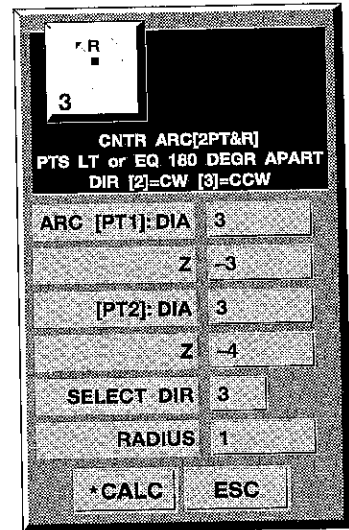 R
3
CNTR ARC[2PT&R]
PTS LT or EQ 180 DEGR APART
DIR [2]=CW [3]=CCW
ARC [PT1]: DIA 3
Z -3
[PT2]: DIA 3
Z -4
SELECT DIR 3
RADIUS 1
*CALC ESC